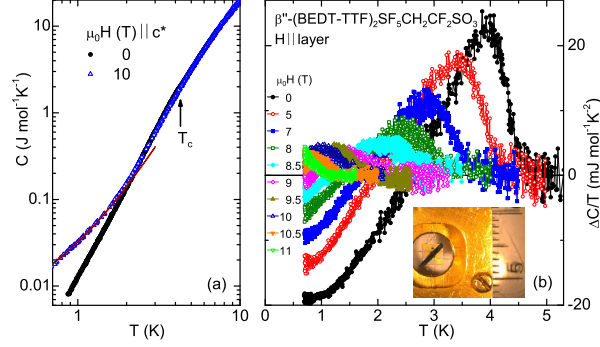 μ₀H (T) || c*
0
10
T_c
(a)
C (J mol⁻¹K⁻¹)
10
1
0.1
0.01
1
10
T (K)
β''-(BEDT-TTF)₂SF₅CH₂CF₂SO₃
H || layer
μ₀H (T)
0
5
7
8
8.5
9
9.5
10
10.5
11
(b)
5
0
1
2
3
4
5
T (K)
20
0
-20
ΔC/T (mJ mol⁻¹K⁻²)